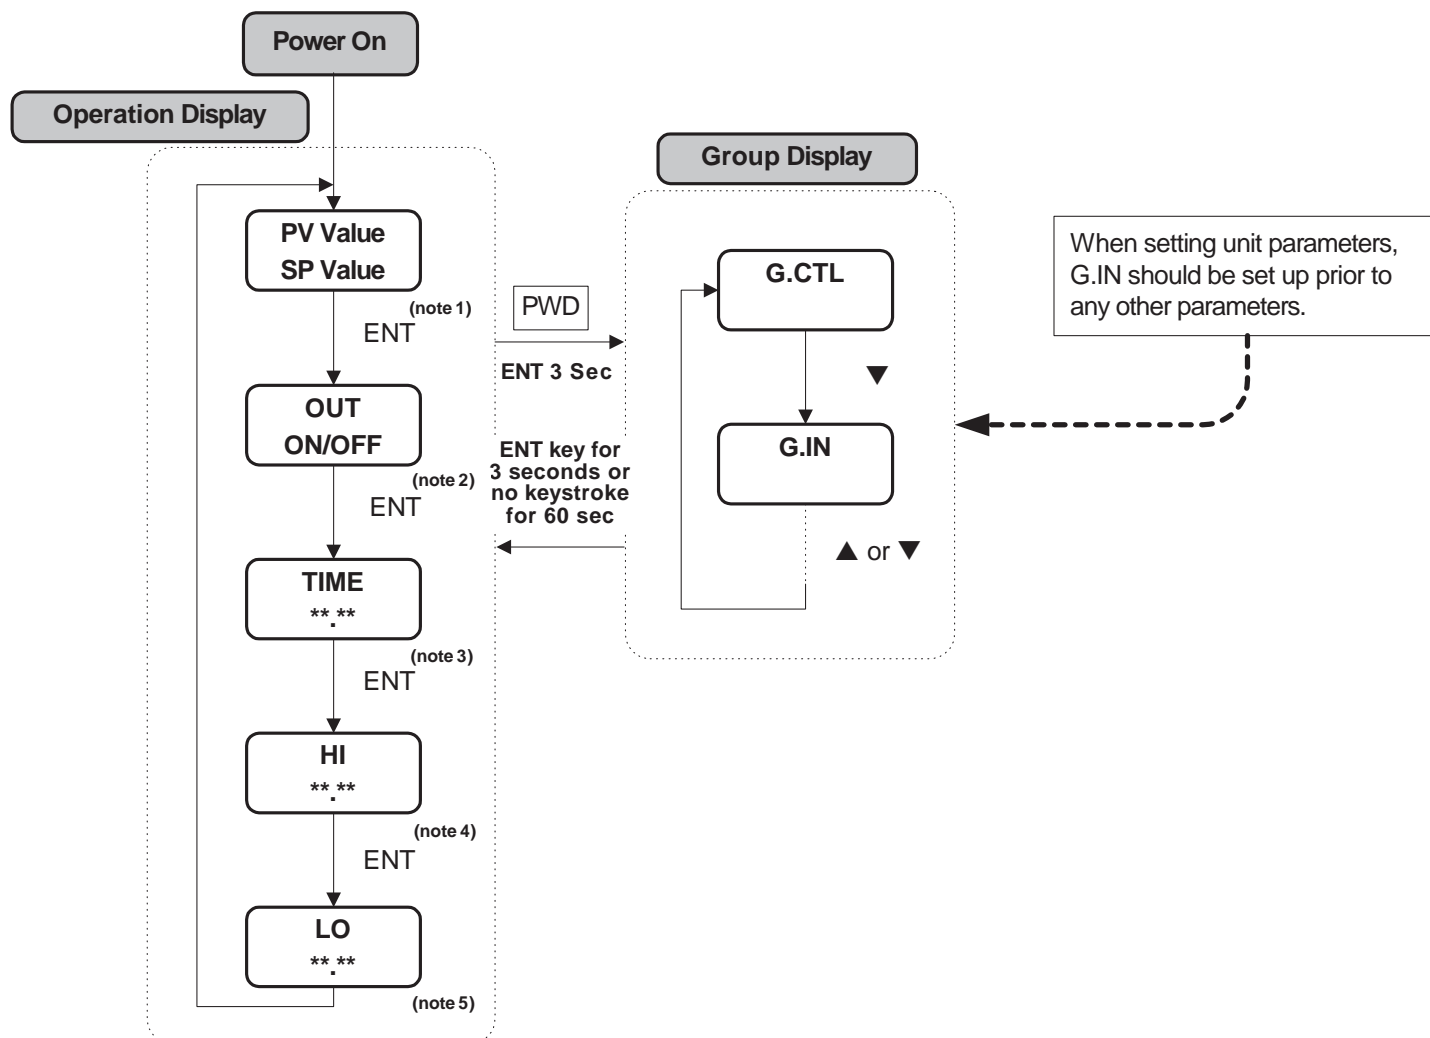 Power On
Operation Display
PV Value
SP Value
(note 1)
ENT
OUT
ON/OFF
(note 2)
ENT
TIME
**.**
(note 3)
ENT
HI
**.**
(note 4)
ENT
LO
**.**
(note 5)
PWD
ENT 3 Sec
ENT key for
3 seconds or
no keystroke
for 60 sec
Group Display
G.CTL
▼
G.IN
▲ or ▼
When setting unit parameters,
G.IN should be set up prior to
any other parameters.